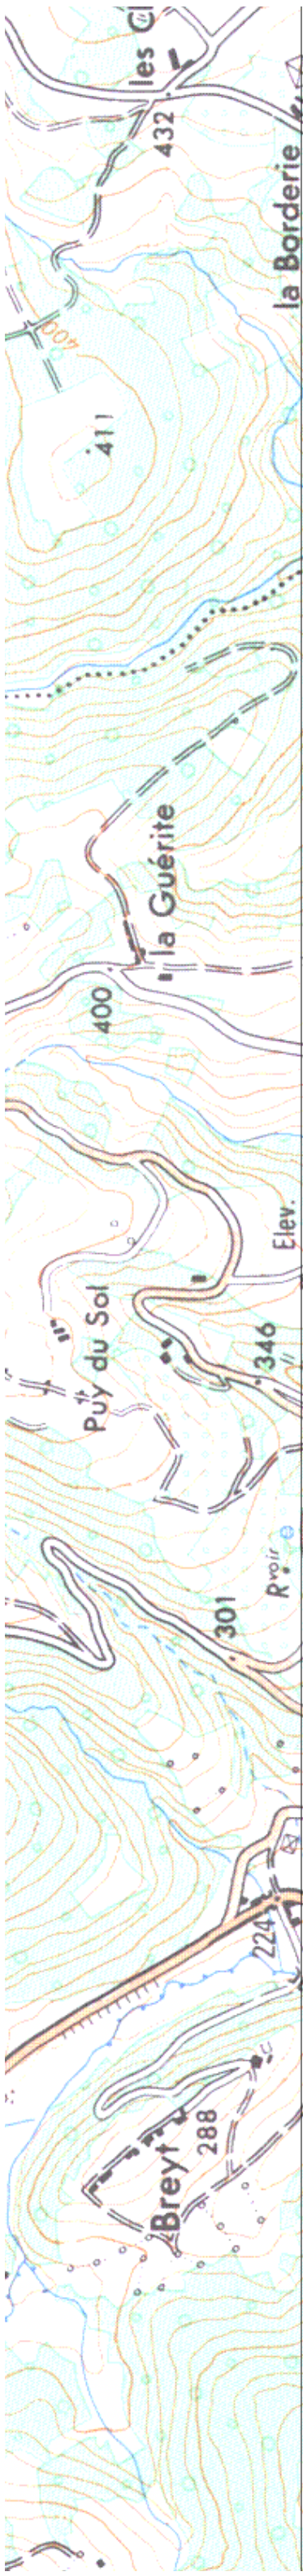 les Cl
432
la Borderie
400
411
la Guérite
400
Elev.
Puy du Sol
346
301
Rvoir
224
288
Breyt